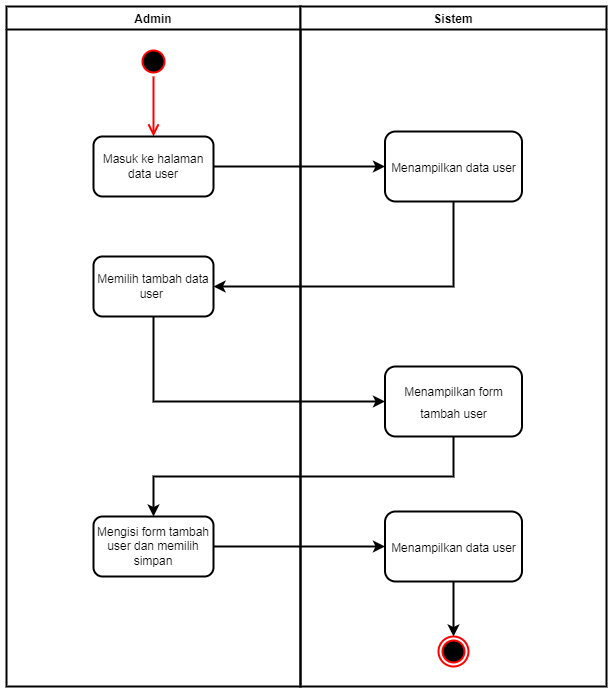 Admin
Sistem
Masuk ke halaman
data user
Menampilkan data user
Memilih tambah data
user
Menampilkan form
tambah user
Mengisi form tambah
user dan memilih
simpan
Menampilkan data user